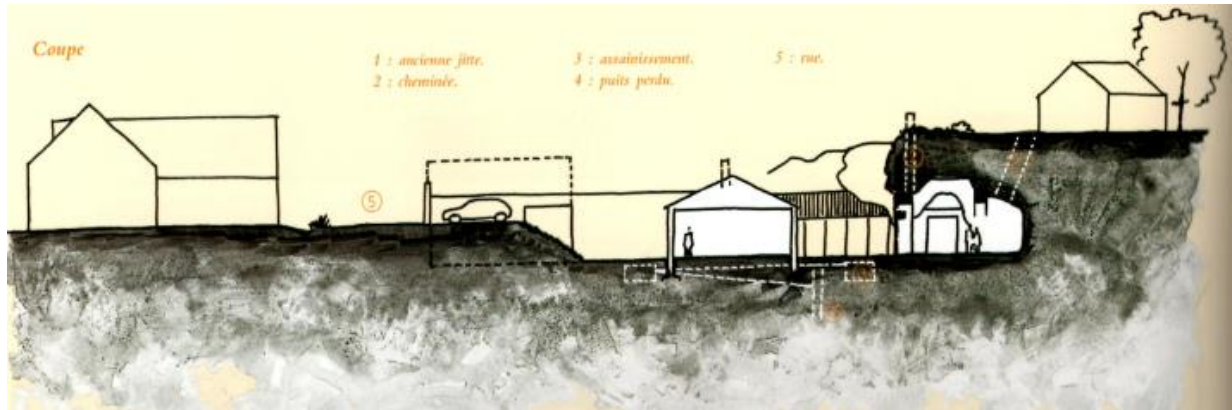 Coupe
1 : ancienne jitte.
2 : cheminée.
3 : assainissement.
4 : puits perdu.
5 : rue.
5